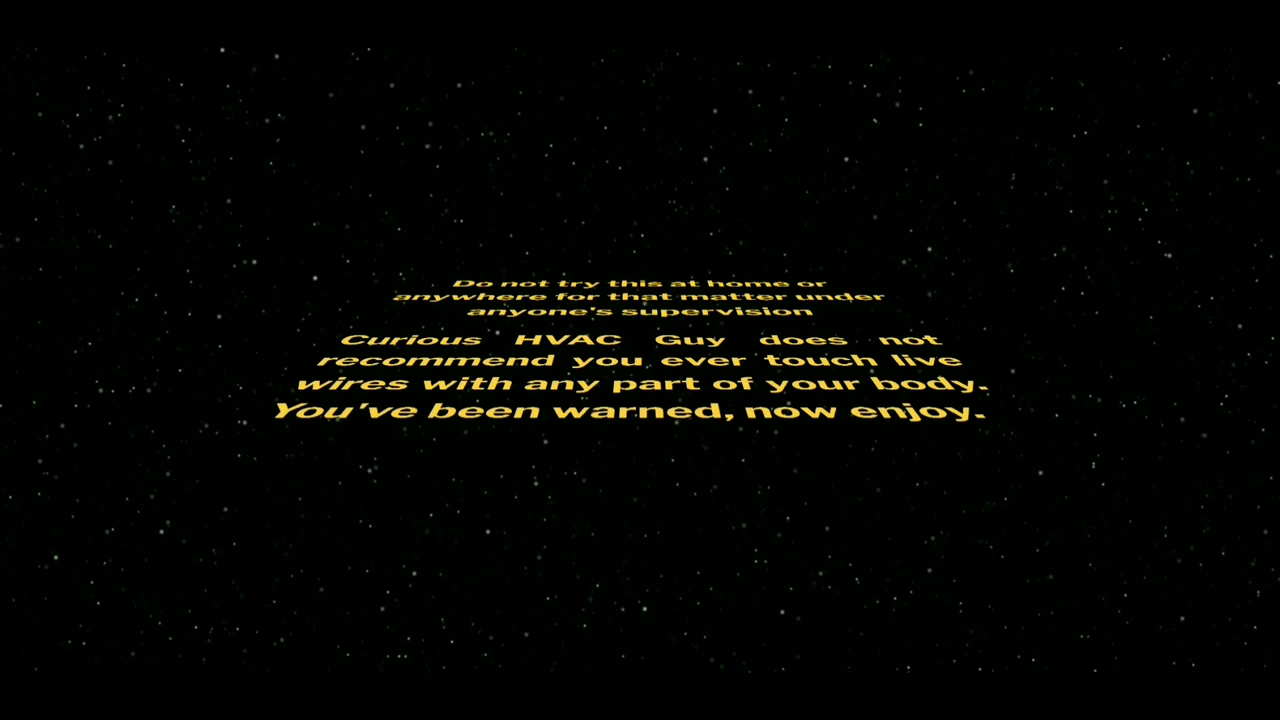 Do not try this at home or
anywhere for that matter under
anyone's supervision
Curious HVAC Guy does not
recommend you ever touch live
wires with any part of your body.
You've been warned, now enjoy.